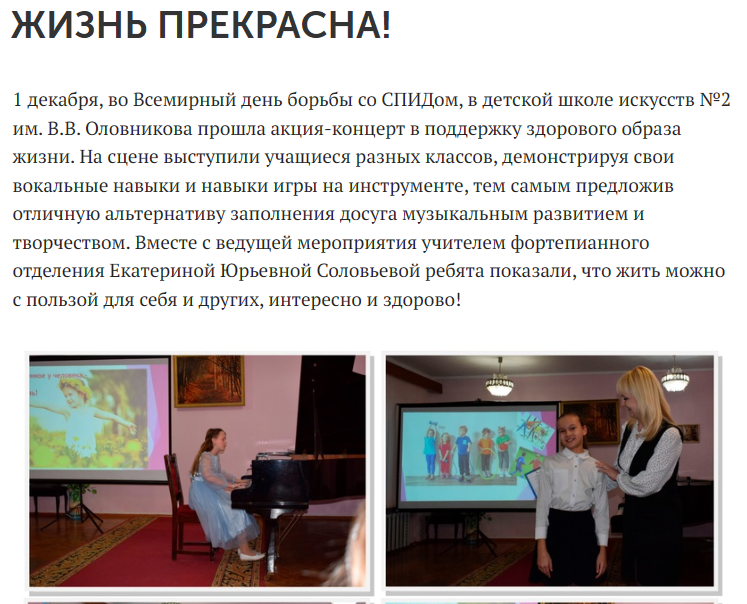 ЖИЗНЬ ПРЕКРАСНА!
1 декабря, во Всемирный день борьбы со СПИДом, в детской школе искусств №2
им. В.В. Оловникова прошла акция-концерт в поддержку здорового образа
жизни. На сцене выступили учащиеся разных классов, демонстрируя свои
вокальные навыки и навыки игры на инструменте, тем самым предложив
отличную альтернативу заполнения досуга музыкальным развитием и
творчеством. Вместе с ведущей мероприятия учителем фортепианного
отделения Екатериной Юрьевной Соловьевой ребята показали, что жить можно
с пользой для себя и других, интересно и здорово!
у человека